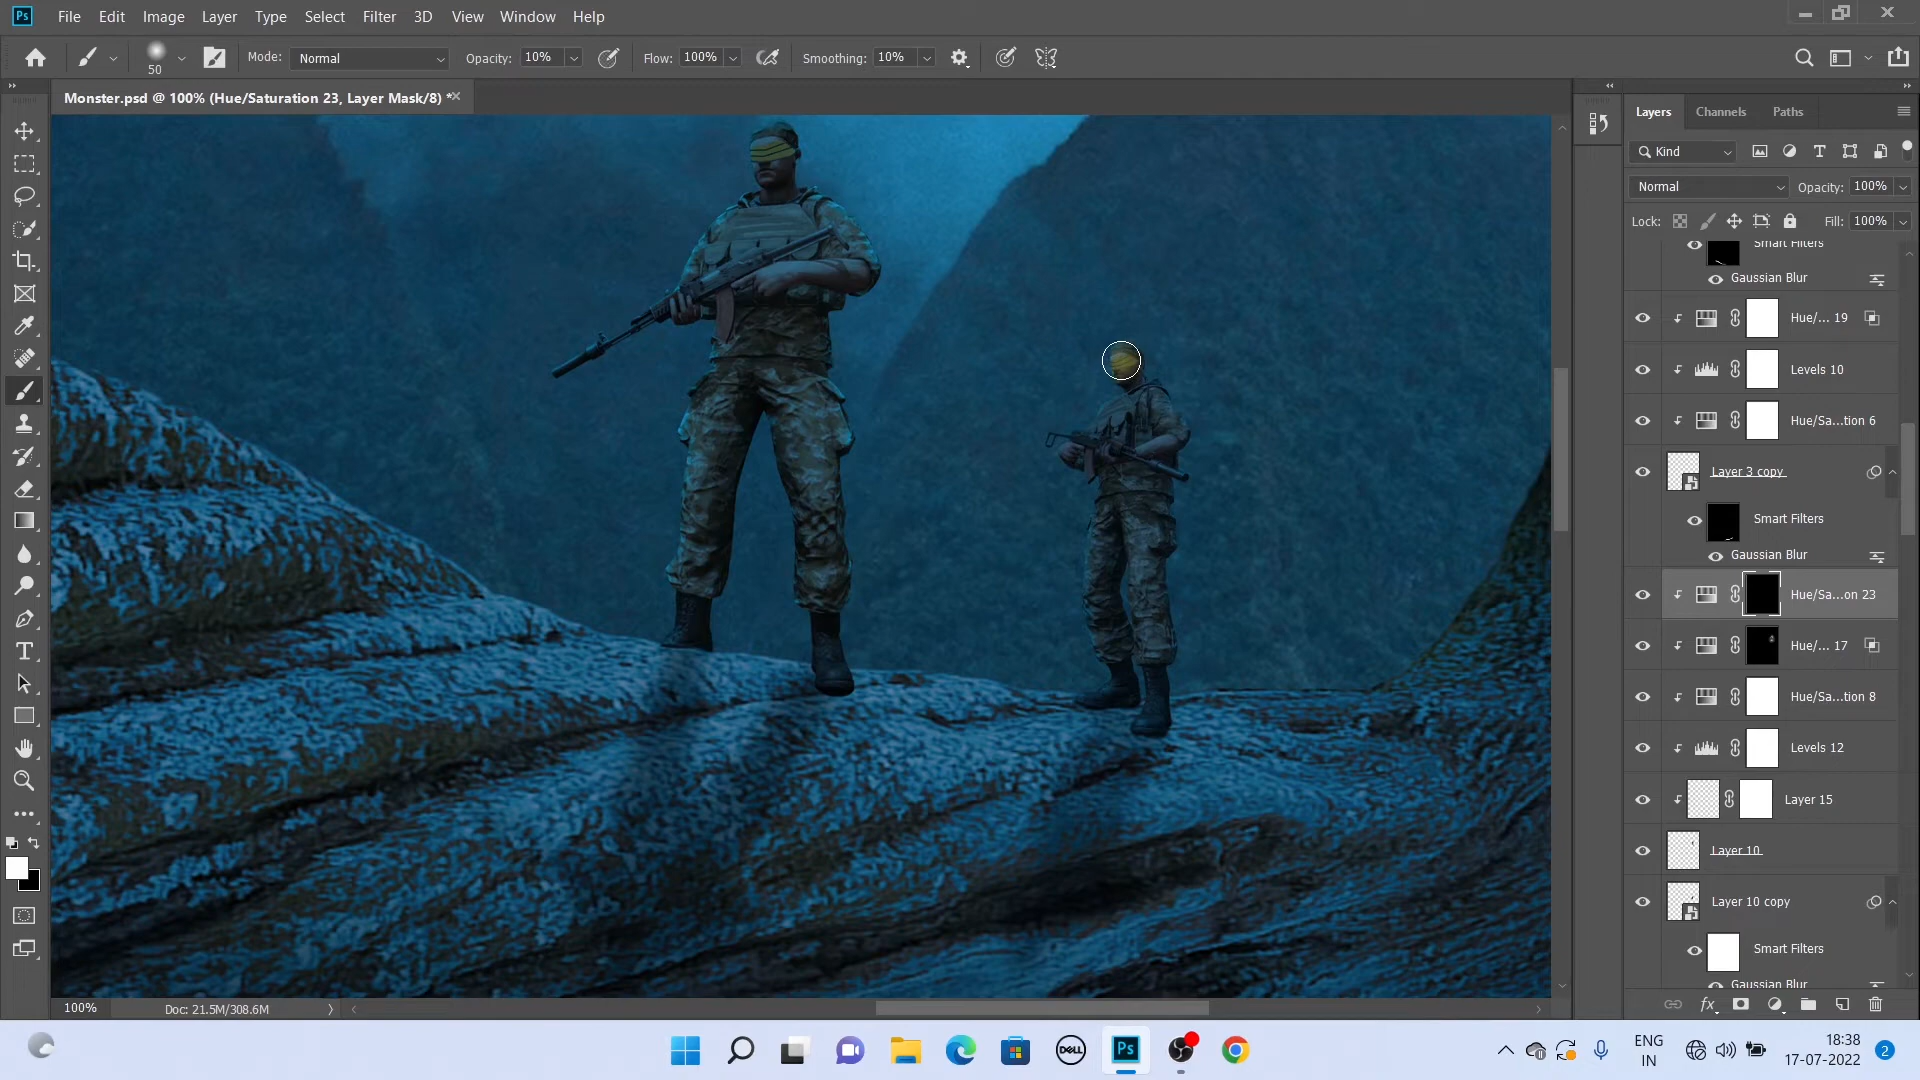 Ps File Edit Image Layer Type Select Filter 3D View Window Help
50 Mode: Normal Opacity: 10% Flow: 100% Smoothing: 10%
Monster.psd @ 100% (Hue/Saturation 23, Layer Mask/8) *
Layers Channels Paths
Kind
Normal Opacity: 100%
Lock: Fill: 100%
Smart Filters
Gaussian Blur
Hue/... 19
Levels 10
Hue/Sa...tion 6
Layer 3 copy
Smart Filters
Gaussian Blur
Hue/Sa...on 23
Hue/... 17
Hue/Sa...tion 8
Levels 12
Layer 15
Layer 10
Layer 10 copy
Smart Filters
Gaussian Blur
100% Doc: 21.5M/308.6M
fx
DELL Ps
ENG
IN
18:38
17-07-2022
2